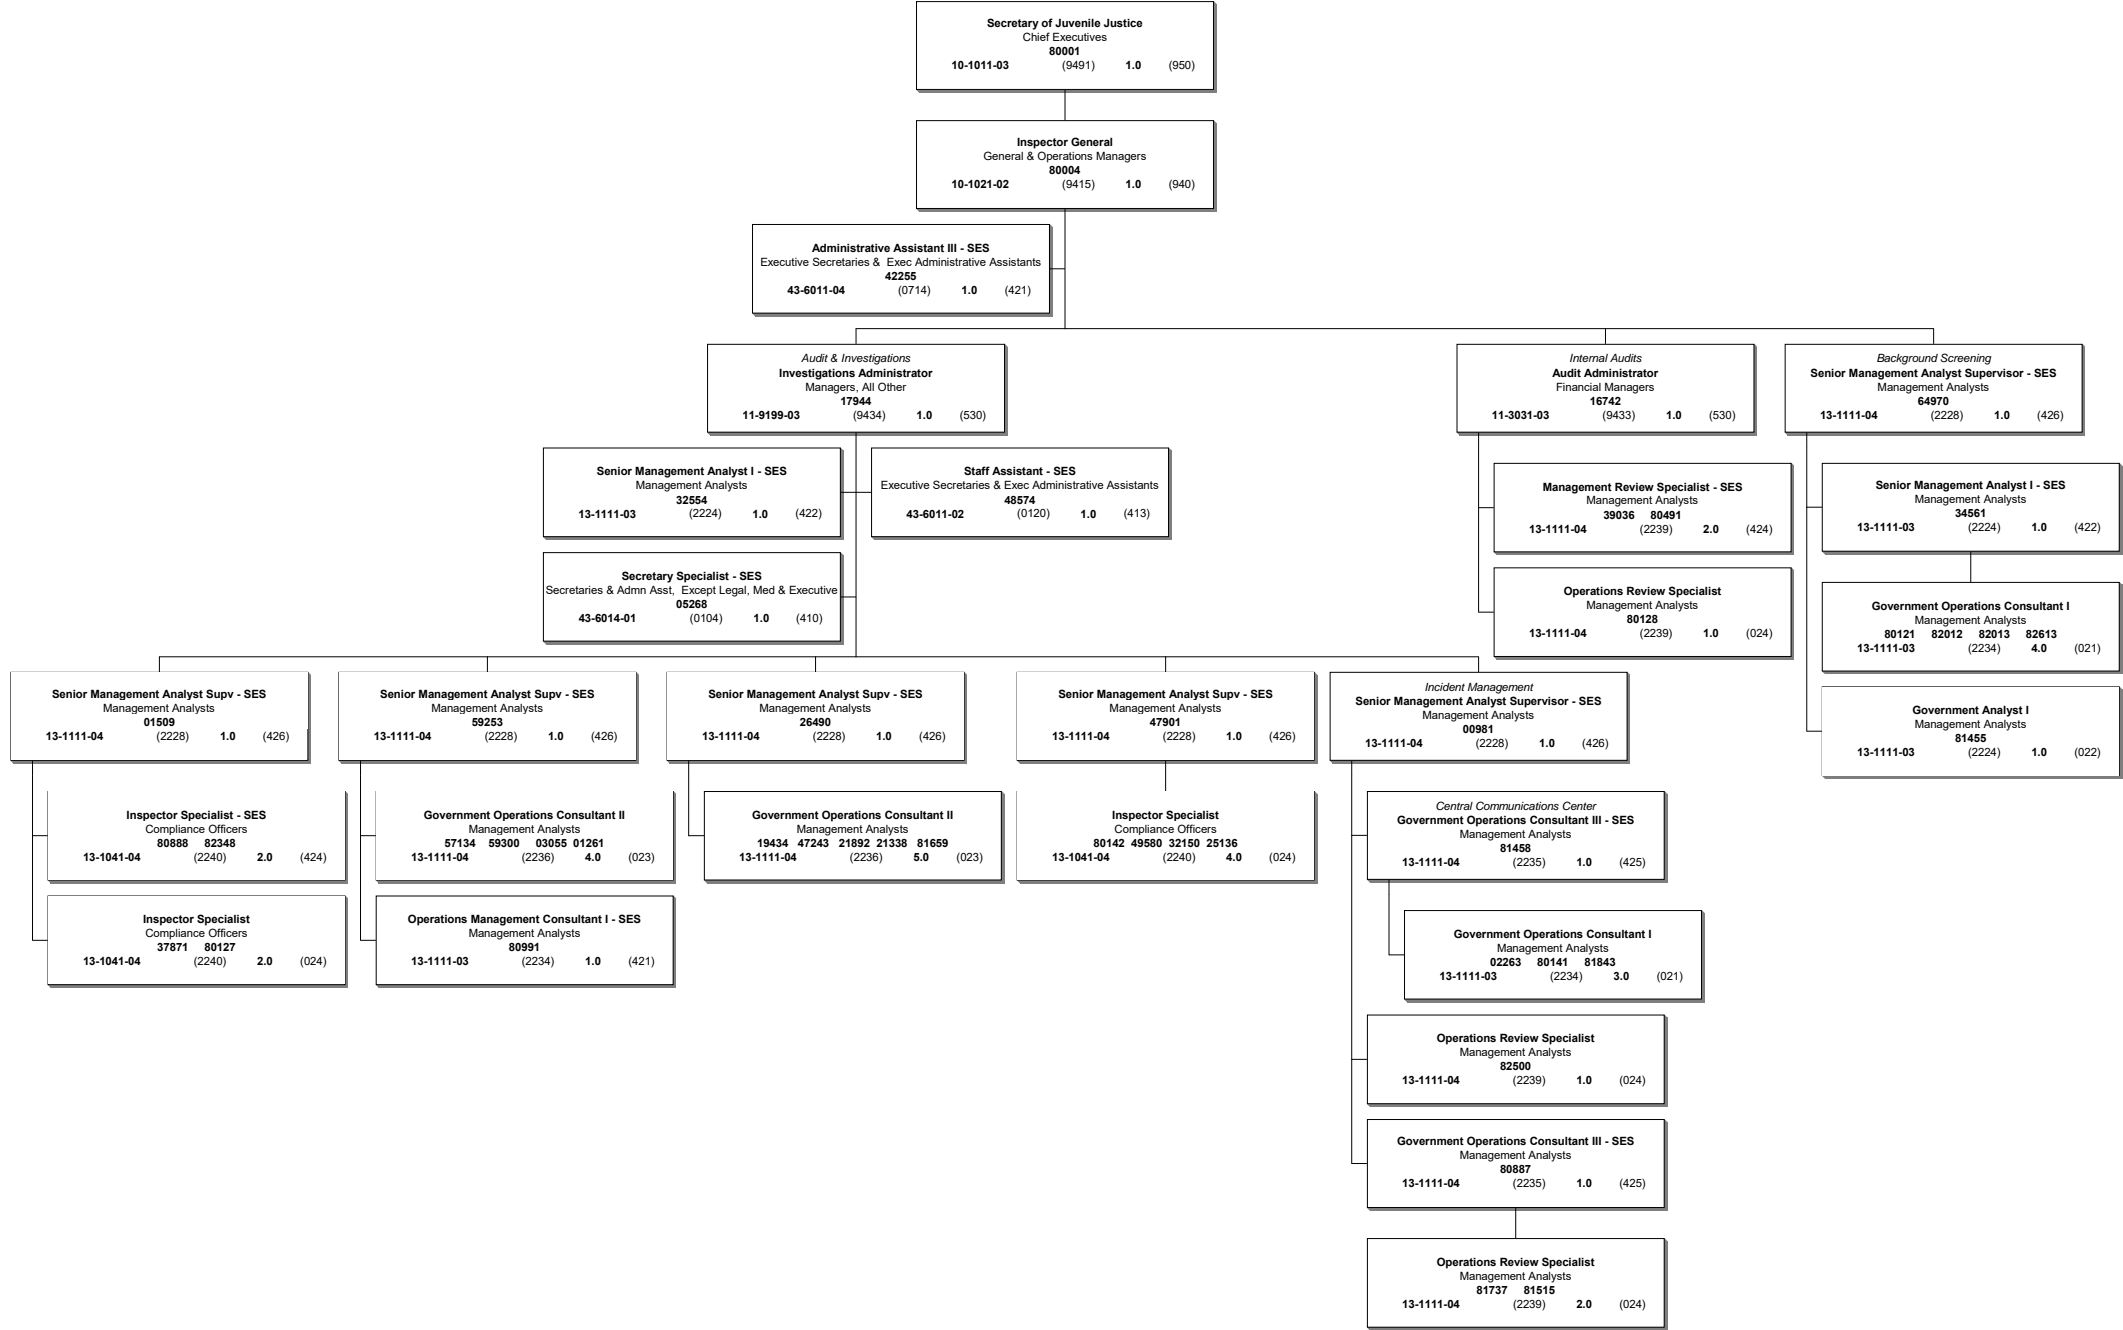 Secretary of Juvenile Justice
Chief Executives
80001
10-1011-03 (9491) 1.0 (950)
Inspector General
General & Operations Managers
80004
10-1021-02 (9415) 1.0 (940)
Administrative Assistant III - SES
Executive Secretaries & Exec Administrative Assistants
42255
43-6011-04 (0714) 1.0 (421)
Audit & Investigations
Investigations Administrator
Managers, All Other
17944
11-9199-03 (9434) 1.0 (530)
Internal Audits
Audit Administrator
Financial Managers
16742
11-3031-03 (9433) 1.0 (530)
Background Screening
Senior Management Analyst Supervisor - SES
Management Analysts
64970
13-1111-04 (2228) 1.0 (426)
Senior Management Analyst I - SES
Management Analysts
32554
13-1111-03 (2224) 1.0 (422)
Staff Assistant - SES
Executive Secretaries & Exec Administrative Assistants
48574
43-6011-02 (0120) 1.0 (413)
Management Review Specialist - SES
Management Analysts
39036 80491
13-1111-04 (2239) 2.0 (424)
Senior Management Analyst I - SES
Management Analysts
34561
13-1111-03 (2224) 1.0 (422)
Secretary Specialist - SES
Secretaries & Admn Asst, Except Legal, Med & Executive
05268
43-6014-01 (0104) 1.0 (410)
Operations Review Specialist
Management Analysts
80128
13-1111-04 (2239) 1.0 (024)
Government Operations Consultant I
Management Analysts
80121 82012 82013 82613
13-1111-03 (2234) 4.0 (021)
Senior Management Analyst Supv - SES
Management Analysts
01509
13-1111-04 (2228) 1.0 (426)
Senior Management Analyst Supv - SES
Management Analysts
59253
13-1111-04 (2228) 1.0 (426)
Senior Management Analyst Supv - SES
Management Analysts
26490
13-1111-04 (2228) 1.0 (426)
Senior Management Analyst Supv - SES
Management Analysts
47901
13-1111-04 (2228) 1.0 (426)
Incident Management
Senior Management Analyst Supervisor - SES
Management Analysts
00981
13-1111-04 (2228) 1.0 (426)
Government Analyst I
Management Analysts
81455
13-1111-03 (2224) 1.0 (022)
Inspector Specialist - SES
Compliance Officers
80888 82348
13-1041-04 (2240) 2.0 (424)
Government Operations Consultant II
Management Analysts
57134 59300 03055 01261
13-1111-04 (2236) 4.0 (023)
Government Operations Consultant II
Management Analysts
19434 47243 21892 21338 81659
13-1111-04 (2236) 5.0 (023)
Inspector Specialist
Compliance Officers
80142 49580 32150 25136
13-1041-04 (2240) 4.0 (024)
Central Communications Center
Government Operations Consultant III - SES
Management Analysts
81458
13-1111-04 (2235) 1.0 (425)
Inspector Specialist
Compliance Officers
37871 80127
13-1041-04 (2240) 2.0 (024)
Operations Management Consultant I - SES
Management Analysts
80991
13-1111-03 (2234) 1.0 (421)
Government Operations Consultant I
Management Analysts
02263 80141 81843
13-1111-03 (2234) 3.0 (021)
Operations Review Specialist
Management Analysts
82500
13-1111-04 (2239) 1.0 (024)
Government Operations Consultant III - SES
Management Analysts
80887
13-1111-04 (2235) 1.0 (425)
Operations Review Specialist
Management Analysts
81737 81515
13-1111-04 (2239) 2.0 (024)